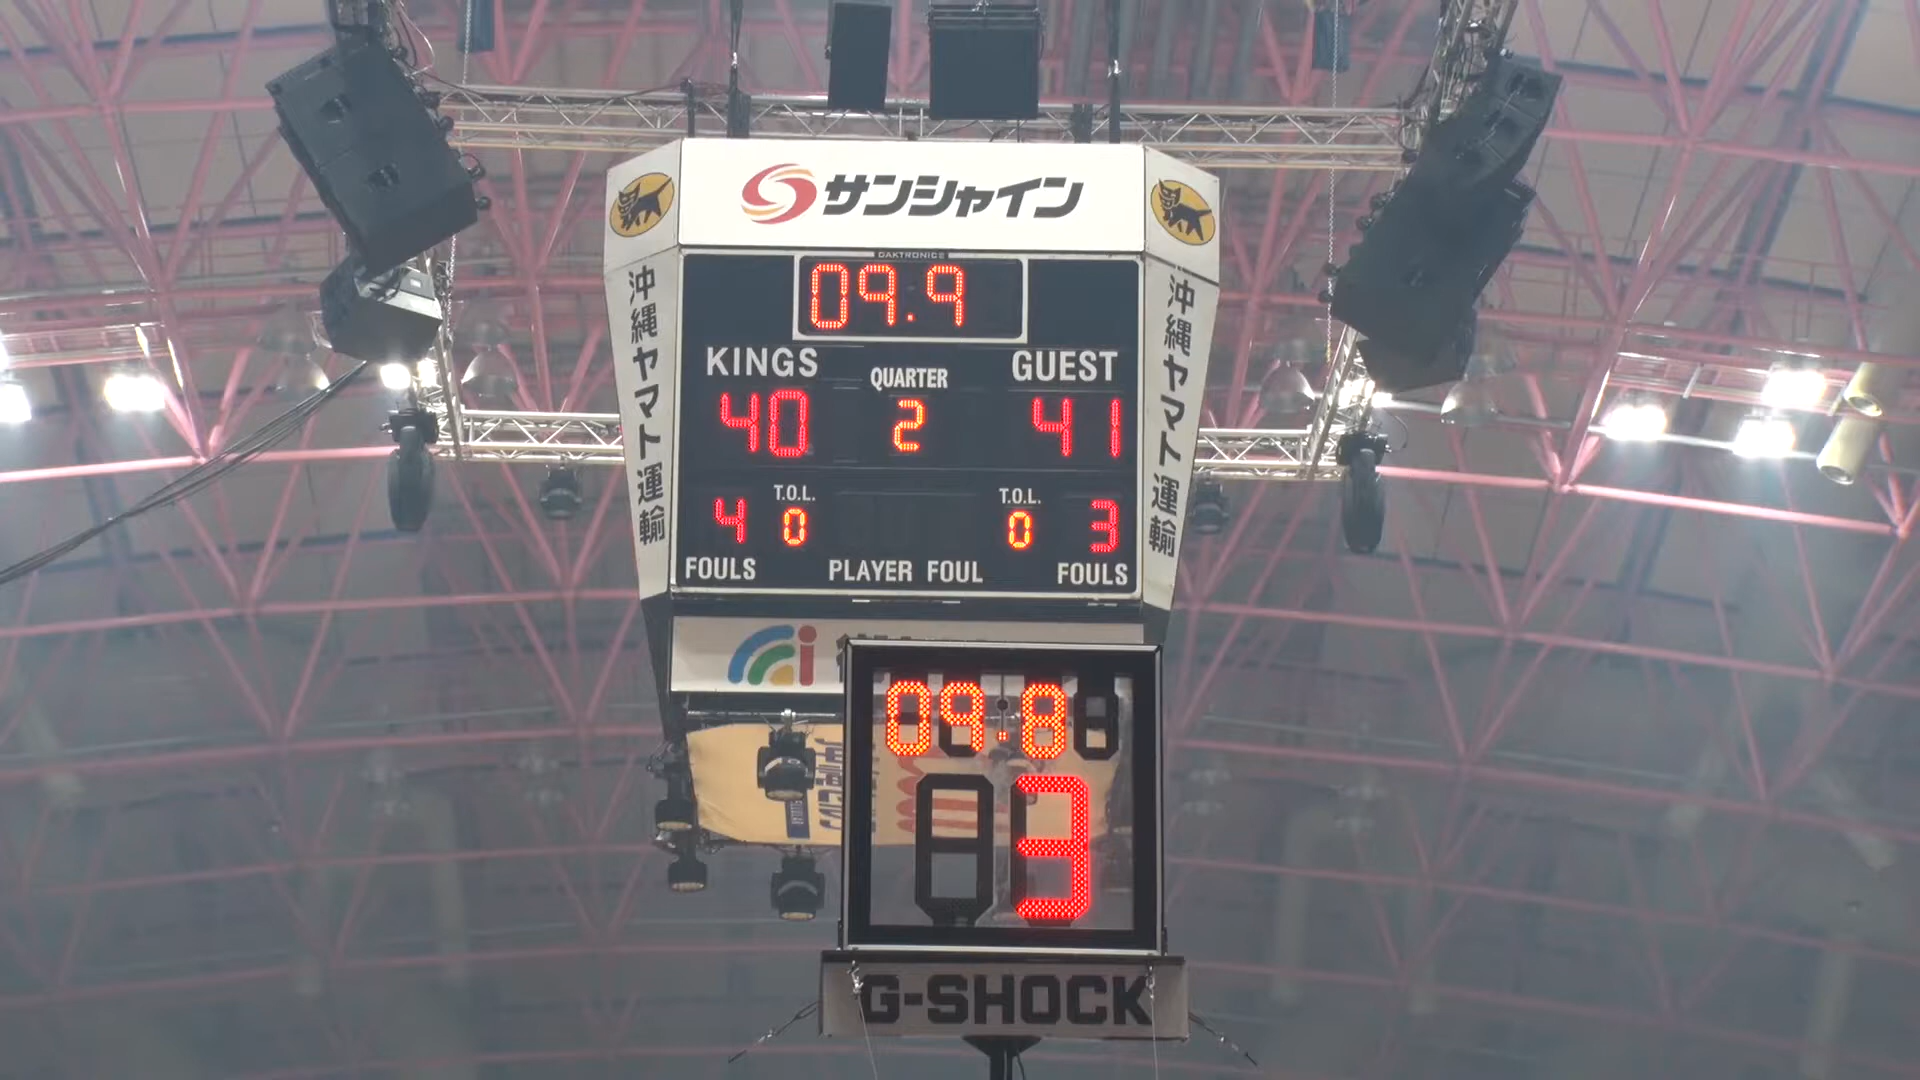 サンシャイン
DAKTRONICS
沖縄ヤマト運輸
沖縄ヤマト運輸
09.9
KINGS
QUARTER
GUEST
40
2
41
T.O.L.
T.O.L.
4
0
0
3
FOULS
PLAYER FOUL
FOULS
09.8
3
G-SHOCK